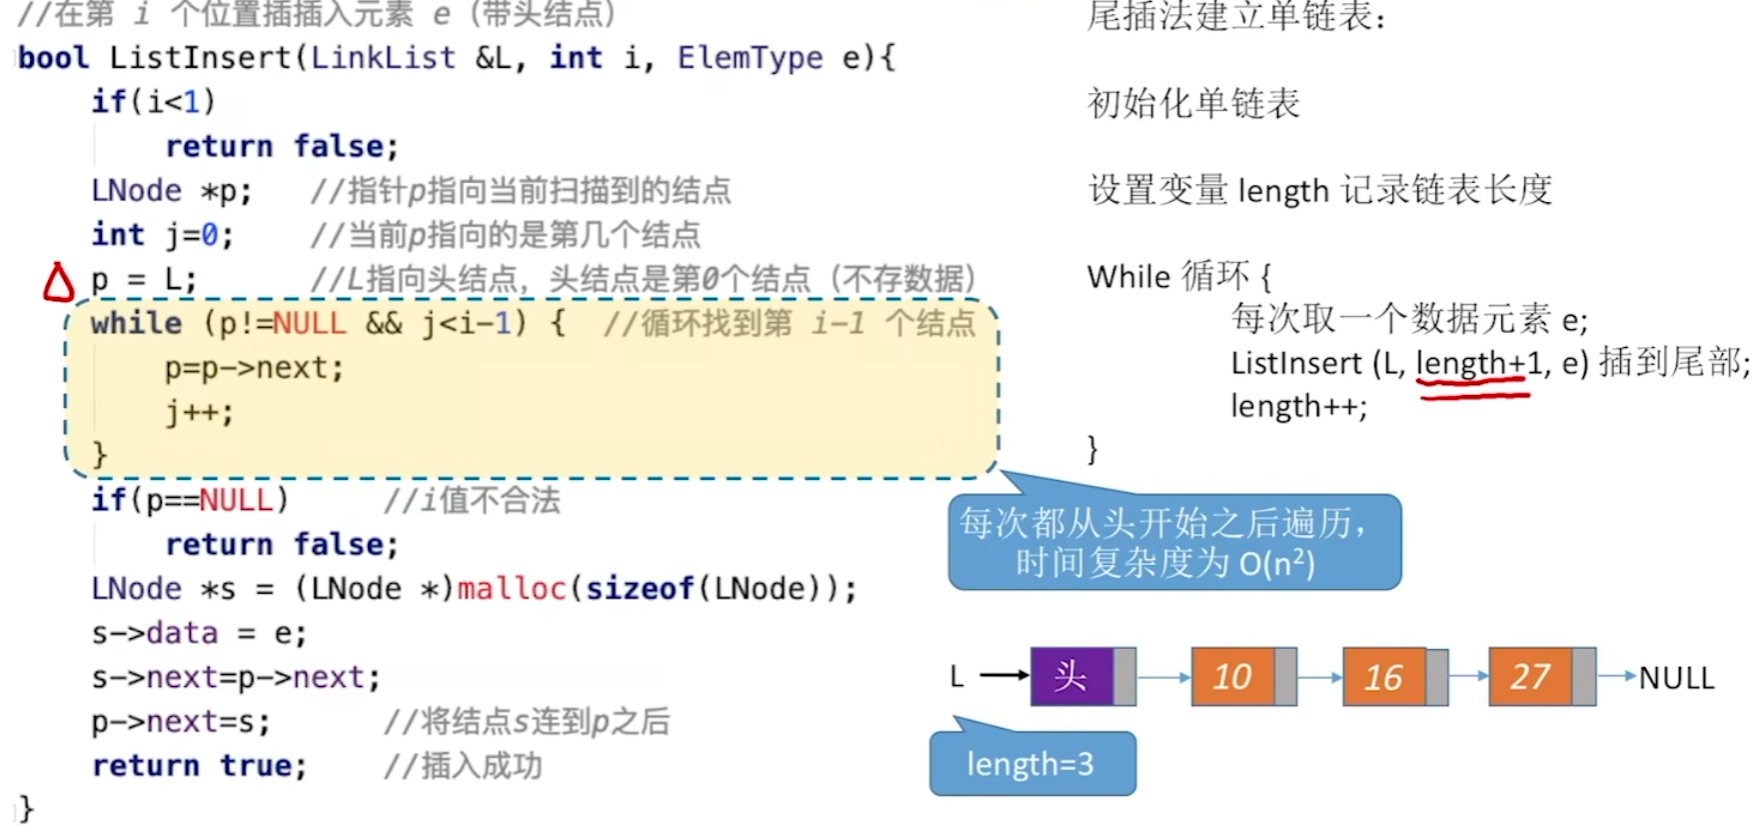 //在第 i 个位置插插入元素 e（带头结点）
bool ListInsert(LinkList &L, int i, ElemType e){
if(i<1)
return false;
LNode *p; //指针p指向当前扫描到的结点
int j=0; //当前p指向的是第几个结点
p = L; //L指向头结点，头结点是第0个结点（不存数据）
while (p!=NULL && j<i-1) { //循环找到第 i-1 个结点
p=p->next;
j++;
}
if(p==NULL) //i值不合法
return false;
LNode *s = (LNode *)malloc(sizeof(LNode));
s->data = e;
s->next=p->next;
p->next=s; //将结点s连到p之后
return true; //插入成功
}
尾插法建立单链表：
初始化单链表
设置变量 length 记录链表长度
While 循环 {
每次取一个数据元素 e;
ListInsert (L, length+1, e) 插到尾部;
length++;
}
每次都从头开始之后遍历，
时间复杂度为 O(n²)
L 头 10 16 27 NULL
length=3